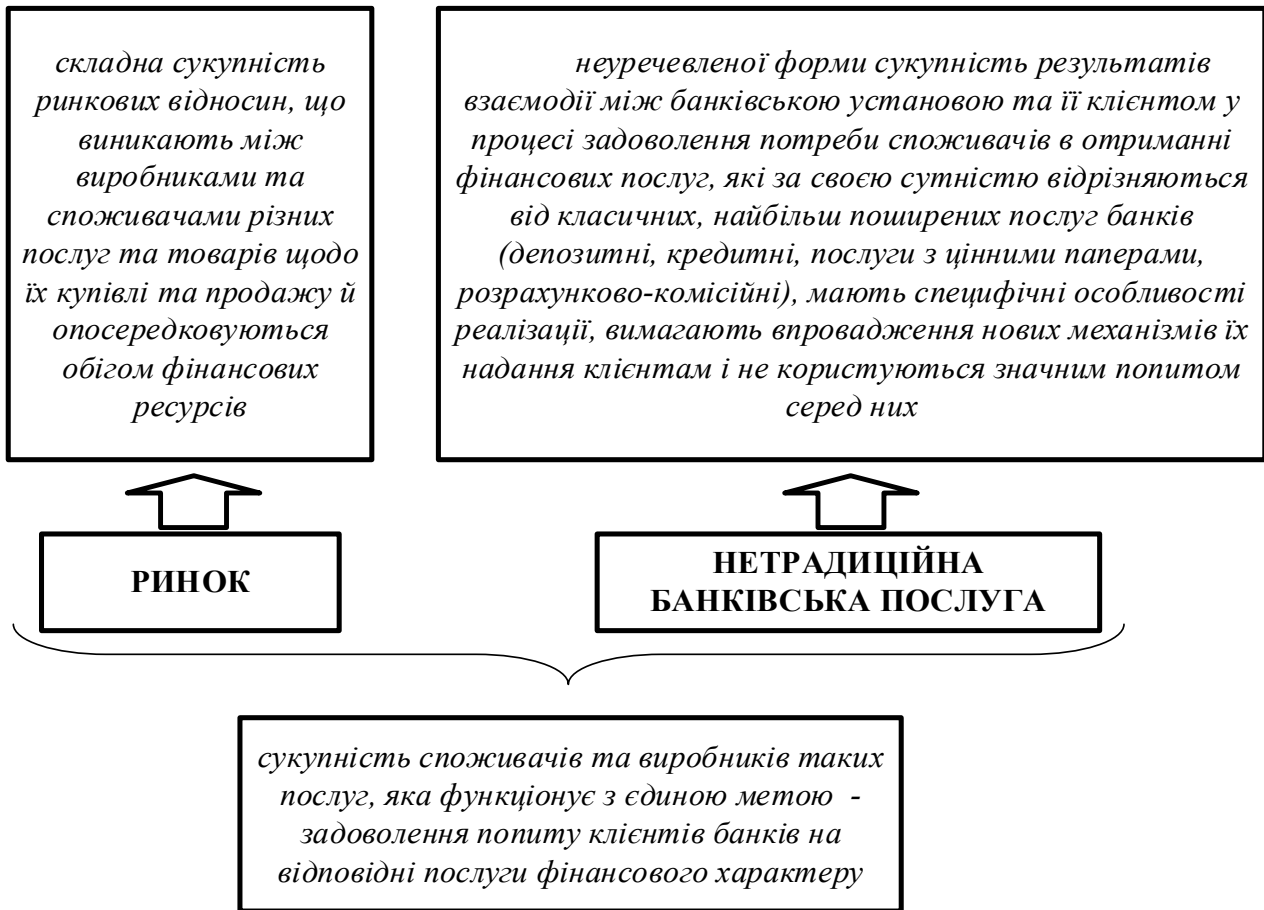 складна сукупність
ринкових відносин, що
виникають між
виробниками та
споживачами різних
послуг та товарів щодо
їх купівлі та продажу й
опосередковуються
обігом фінансових
ресурсів
неуречевленої форми сукупність результатів
взаємодії між банківською установою та її клієнтом у
процесі задоволення потреби споживачів в отриманні
фінансових послуг, які за своєю сутністю відрізняються
від класичних, найбільш поширених послуг банків
(депозитні, кредитні, послуги з цінними паперами,
розрахунково-комісійні), мають специфічні особливості
реалізації, вимагають впровадження нових механізмів їх
надання клієнтам і не користуються значним попитом
серед них
РИНОК
НЕТРАДИЦІЙНА
БАНКІВСЬКА ПОСЛУГА
сукупність споживачів та виробників таких
послуг, яка функціонує з єдиною метою -
задоволення попиту клієнтів банків на
відповідні послуги фінансового характеру